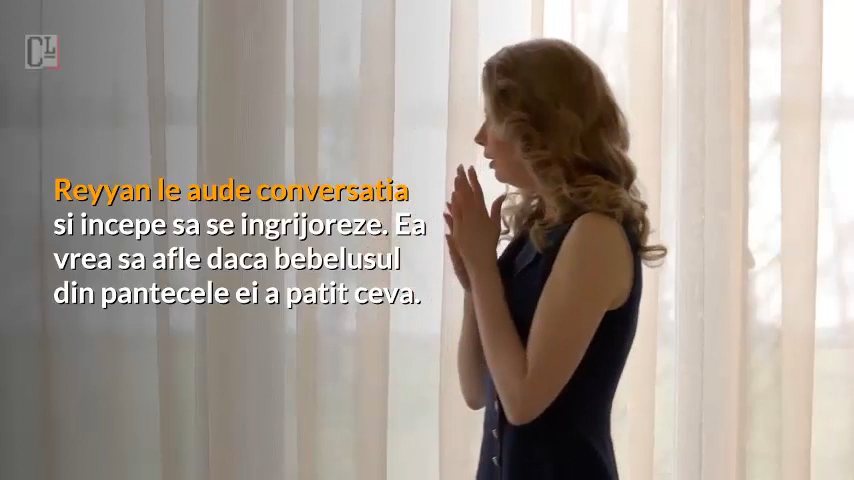 CL
Reyyan le aude conversatia
si incepe sa se ingrijoreze. Ea
vrea sa afle daca bebelusul
din pantecele ei a patit ceva.